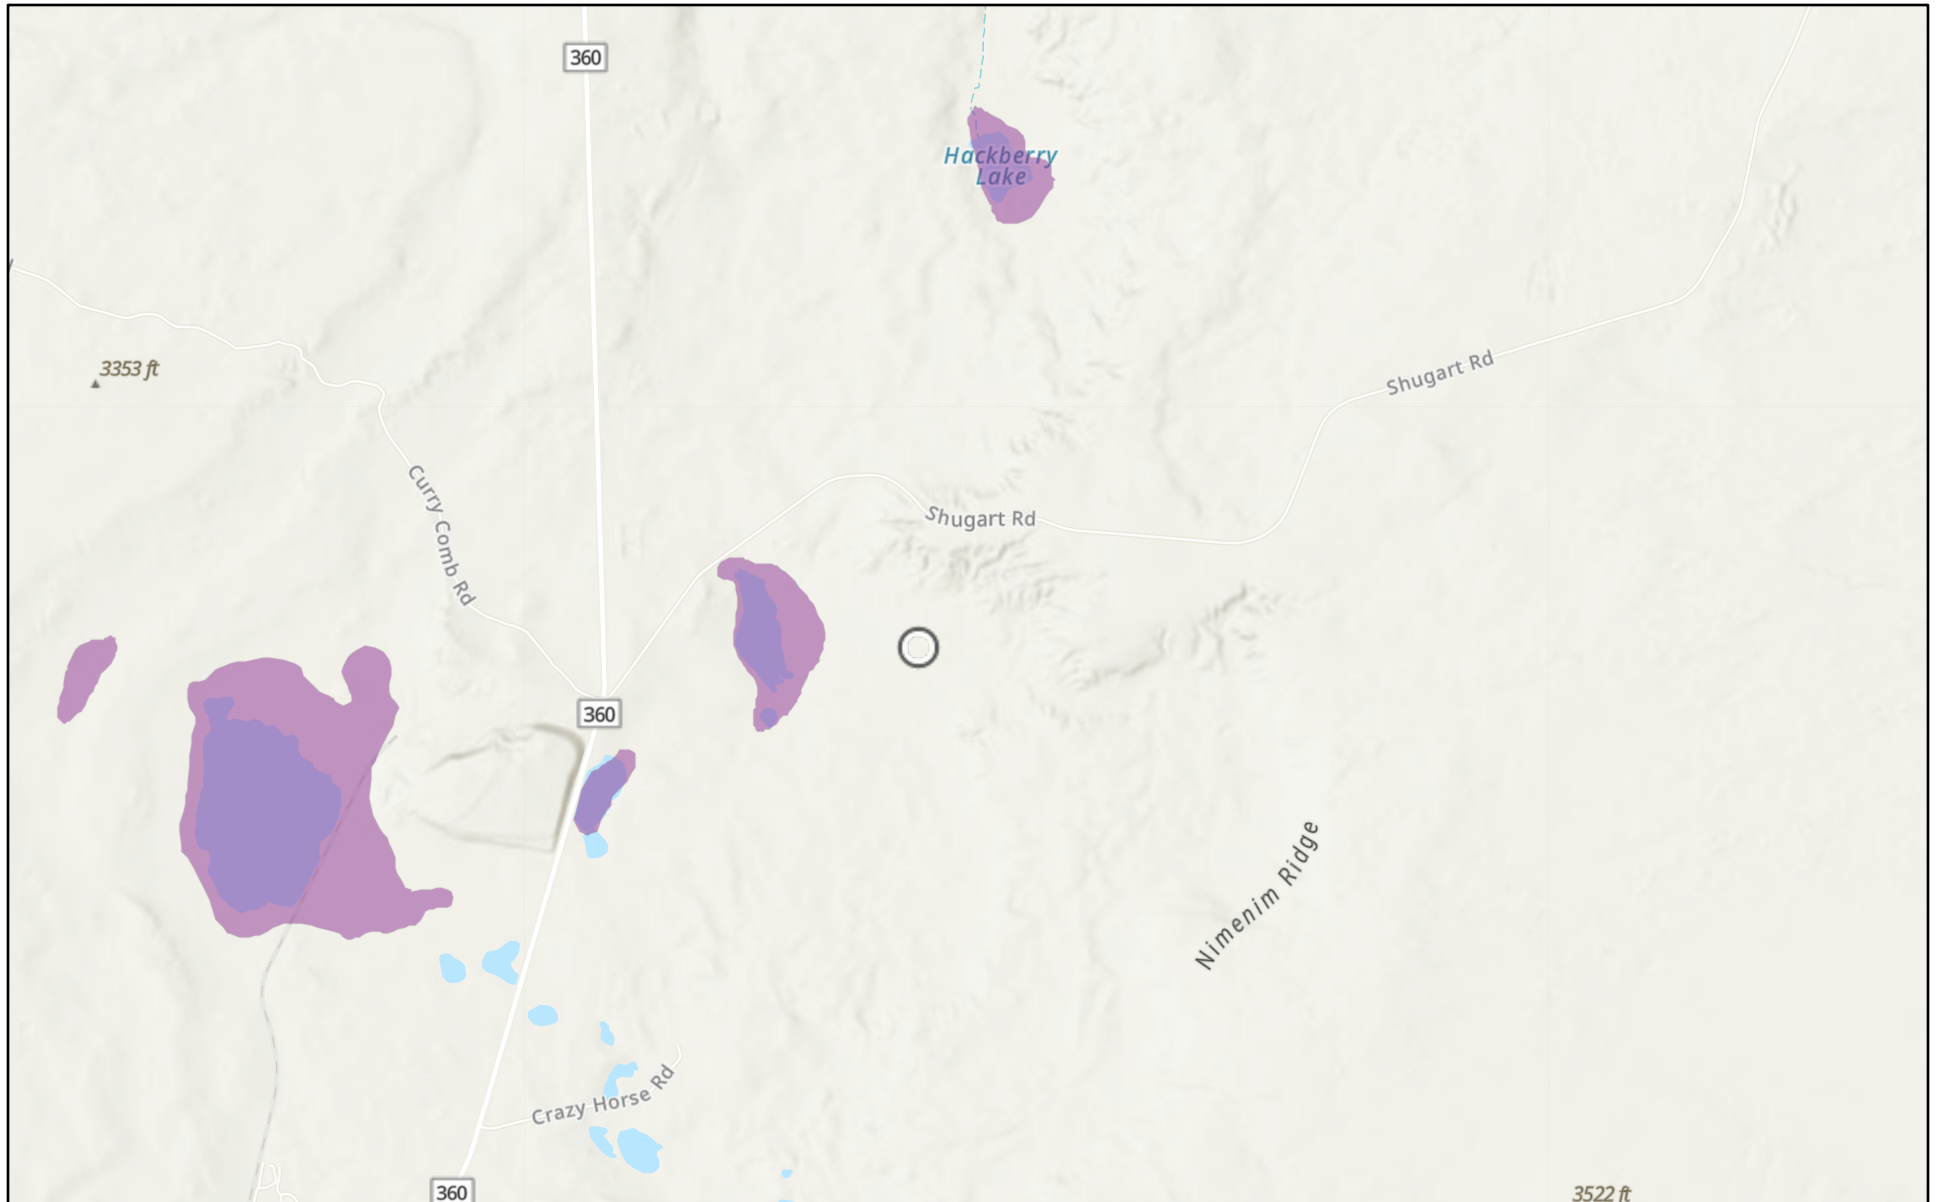 360
Hackberry
Lake
3353 ft
Shugart Rd
Curry Comb Rd
Shugart Rd
360
Nimenim Ridge
Crazy Horse Rd
360
3522 ft